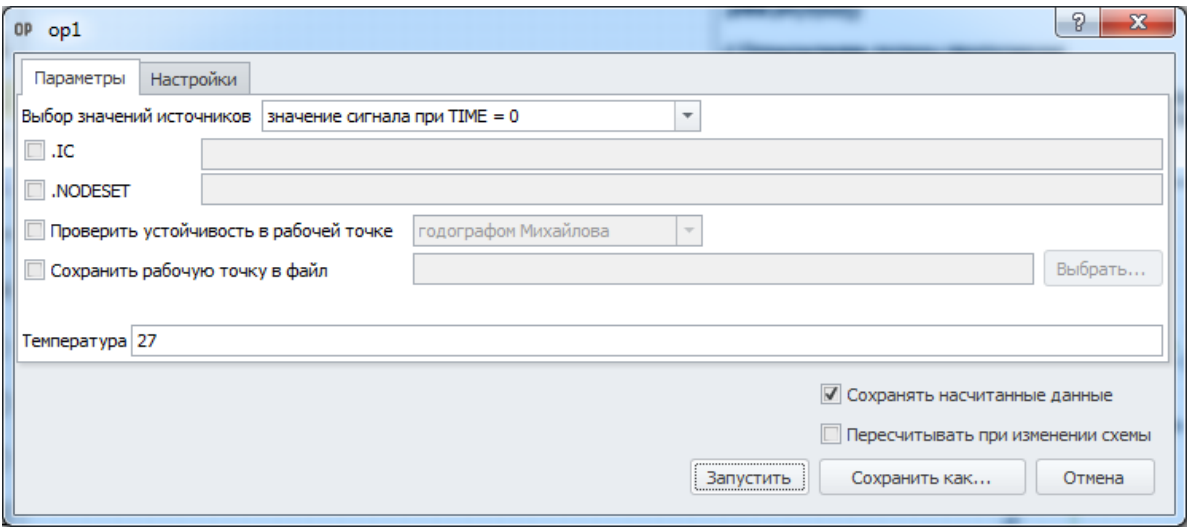 OP op1
?
X
Параметры Настройки
Выбор значений источников значение сигнала при TIME = 0
.IC
.NODESET
Проверить устойчивость в рабочей точке годографом Михайлова
Сохранить рабочую точку в файл Выбрать...
Температура 27
Сохранять насчитанные данные
Пересчитывать при изменении схемы
Запустить Сохранить как... Отмена